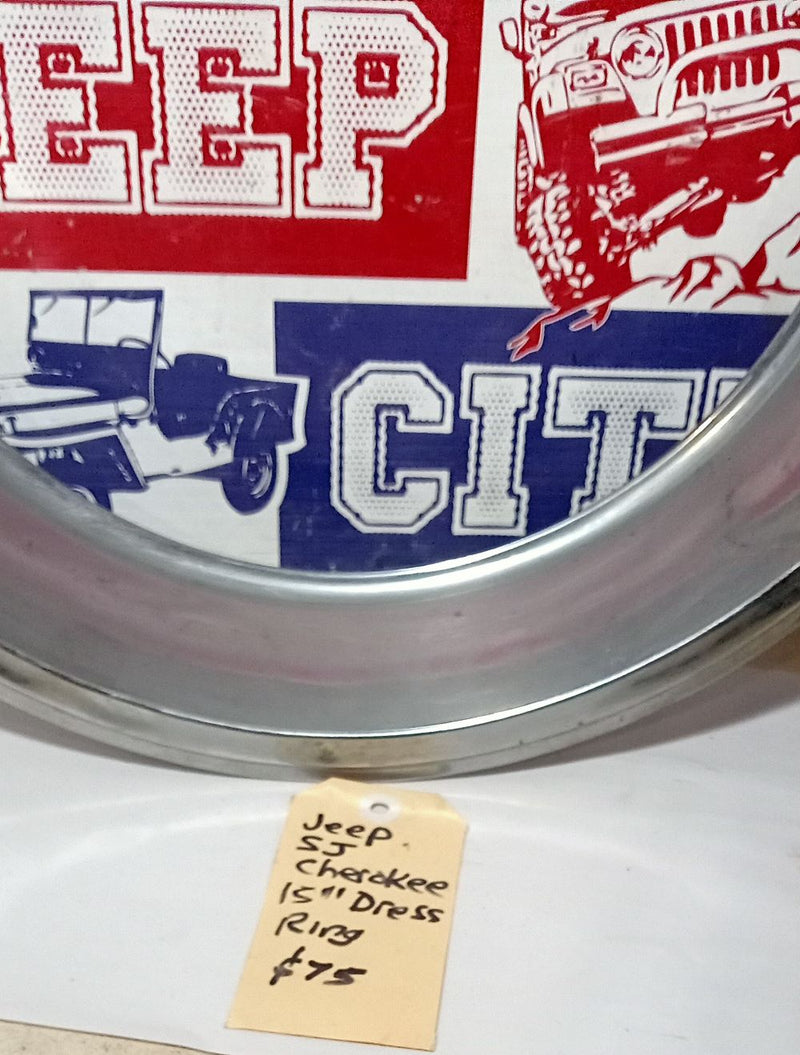 EEP
CIT
Jeep
SJ
Cherokee
15" Dress
Ring
$75